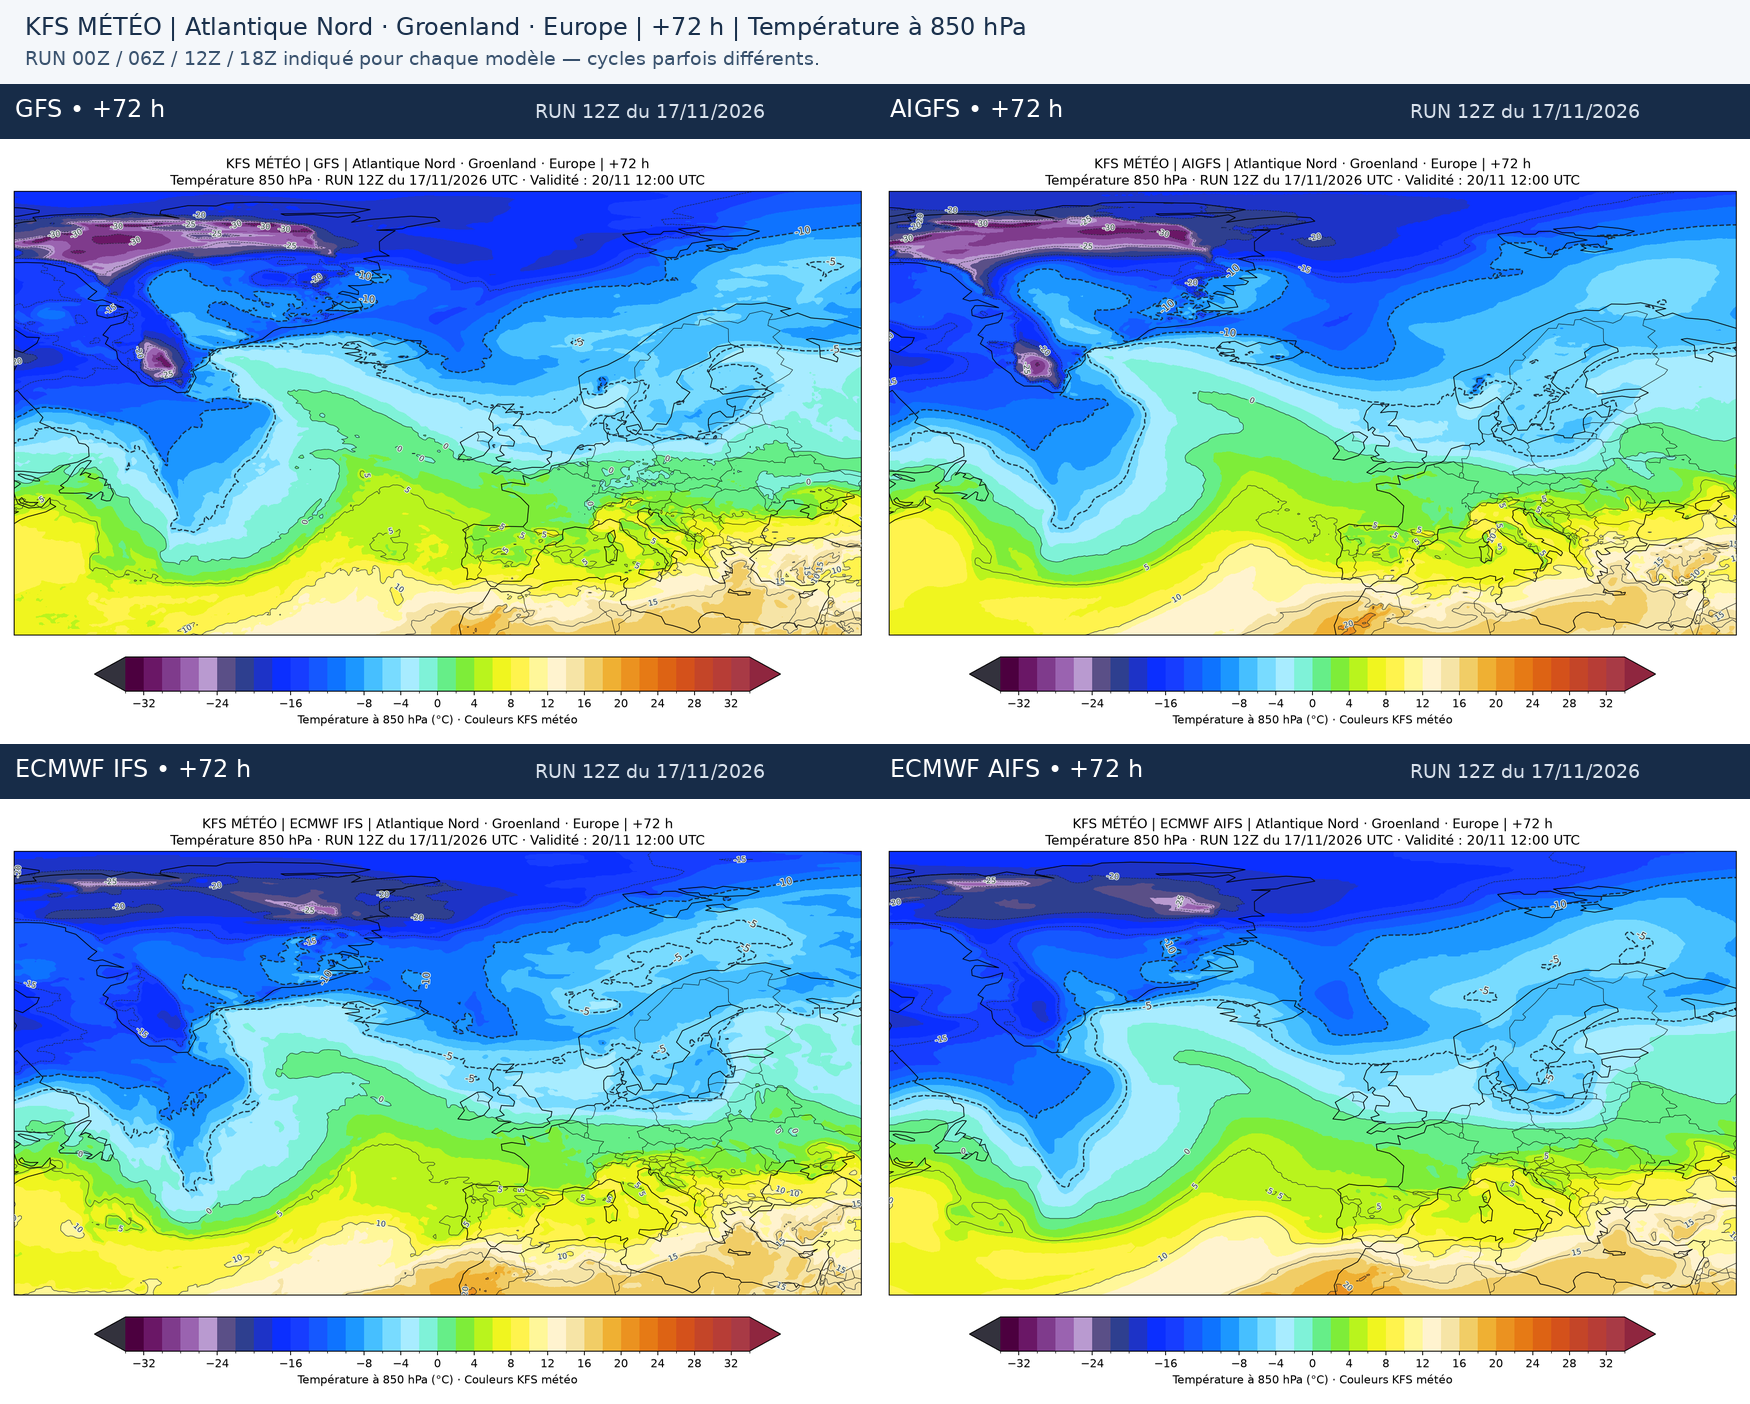 KFS MÉTÉO | Atlantique Nord · Groenland · Europe | +72 h | Température à 850 hPa
RUN 00Z / 06Z / 12Z / 18Z indiqué pour chaque modèle — cycles parfois différents.
GFS • +72 h
RUN 12Z du 17/11/2026
AIGFS • +72 h
RUN 12Z du 17/11/2026
KFS MÉTÉO | GFS | Atlantique Nord · Groenland · Europe | +72 h
Température 850 hPa · RUN 12Z du 17/11/2026 UTC · Validité : 20/11 12:00 UTC
KFS MÉTÉO | AIGFS | Atlantique Nord · Groenland · Europe | +72 h
Température 850 hPa · RUN 12Z du 17/11/2026 UTC · Validité : 20/11 12:00 UTC
−32 −24 −16 −8 −4 0 4 8 12 16 20 24 28 32
Température à 850 hPa (°C) · Couleurs KFS météo
−32 −24 −16 −8 −4 0 4 8 12 16 20 24 28 32
Température à 850 hPa (°C) · Couleurs KFS météo
ECMWF IFS • +72 h
RUN 12Z du 17/11/2026
ECMWF AIFS • +72 h
RUN 12Z du 17/11/2026
KFS MÉTÉO | ECMWF IFS | Atlantique Nord · Groenland · Europe | +72 h
Température 850 hPa · RUN 12Z du 17/11/2026 UTC · Validité : 20/11 12:00 UTC
KFS MÉTÉO | ECMWF AIFS | Atlantique Nord · Groenland · Europe | +72 h
Température 850 hPa · RUN 12Z du 17/11/2026 UTC · Validité : 20/11 12:00 UTC
−32 −24 −16 −8 −4 0 4 8 12 16 20 24 28 32
Température à 850 hPa (°C) · Couleurs KFS météo
−32 −24 −16 −8 −4 0 4 8 12 16 20 24 28 32
Température à 850 hPa (°C) · Couleurs KFS météo